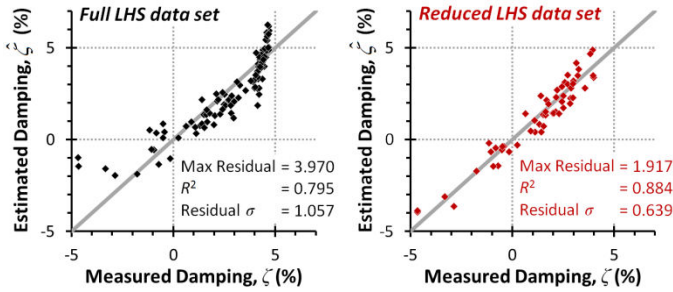 Full LHS data set
Estimated Damping, ζ̂ (%)
5
0
-5
Max Residual = 3.970
R² = 0.795
Residual σ = 1.057
-5 0 5
Measured Damping, ζ (%)
Reduced LHS data set
Estimated Damping, ζ̂ (%)
5
0
-5
Max Residual = 1.917
R² = 0.884
Residual σ = 0.639
-5 0 5
Measured Damping, ζ (%)